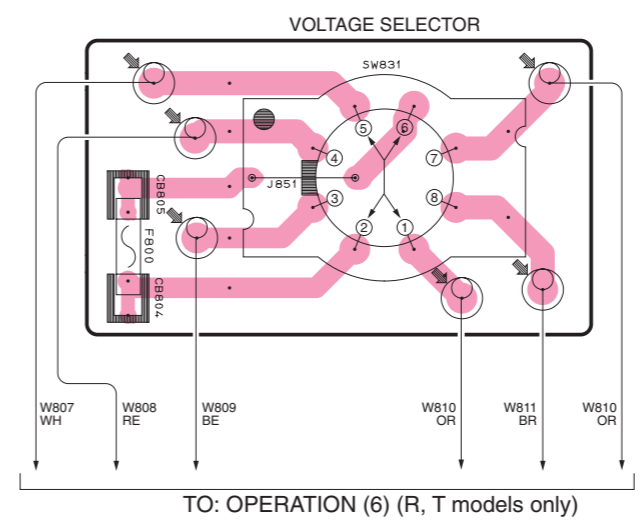 VOLTAGE SELECTOR
SW831
5
6
4
7
J851
3
8
2
1
CB805
F800
CB804
W807
WH
W808
RE
W809
BE
W810
OR
W811
BR
W810
OR
TO: OPERATION (6) (R, T models only)